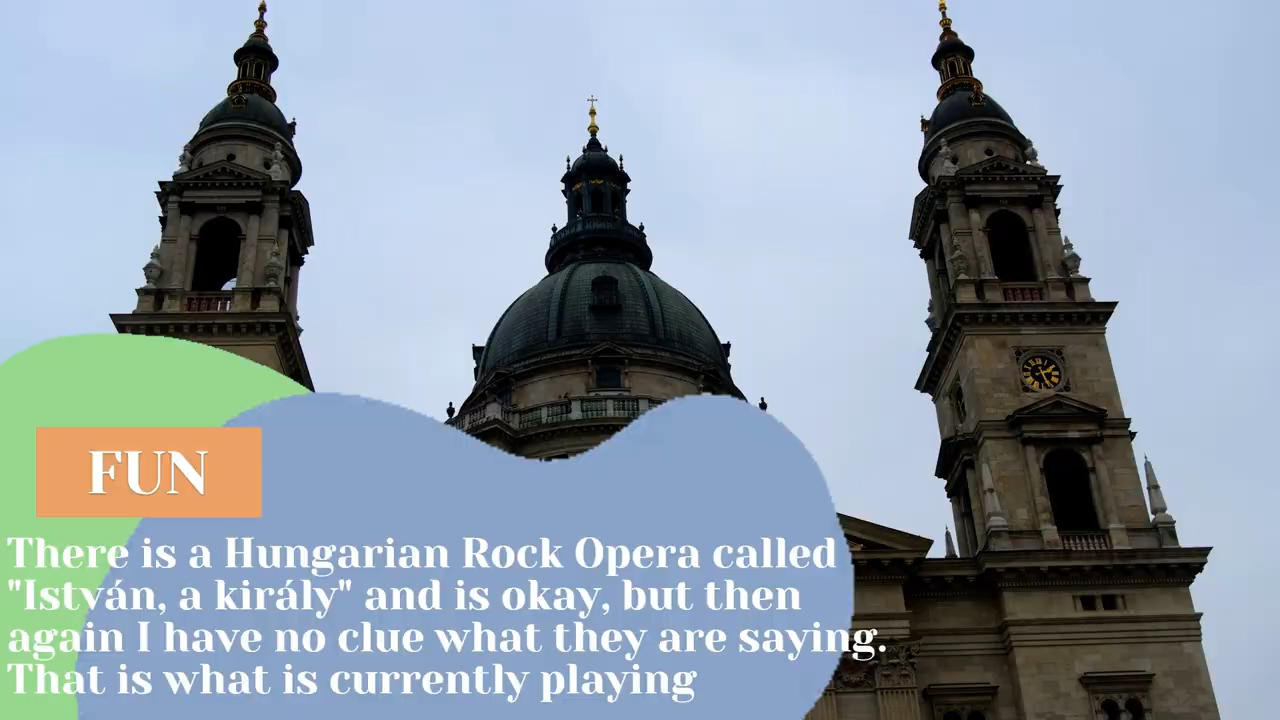 FUN
There is a Hungarian Rock Opera called
"István, a király" and is okay, but then
again I have no clue what they are saying.
That is what is currently playing